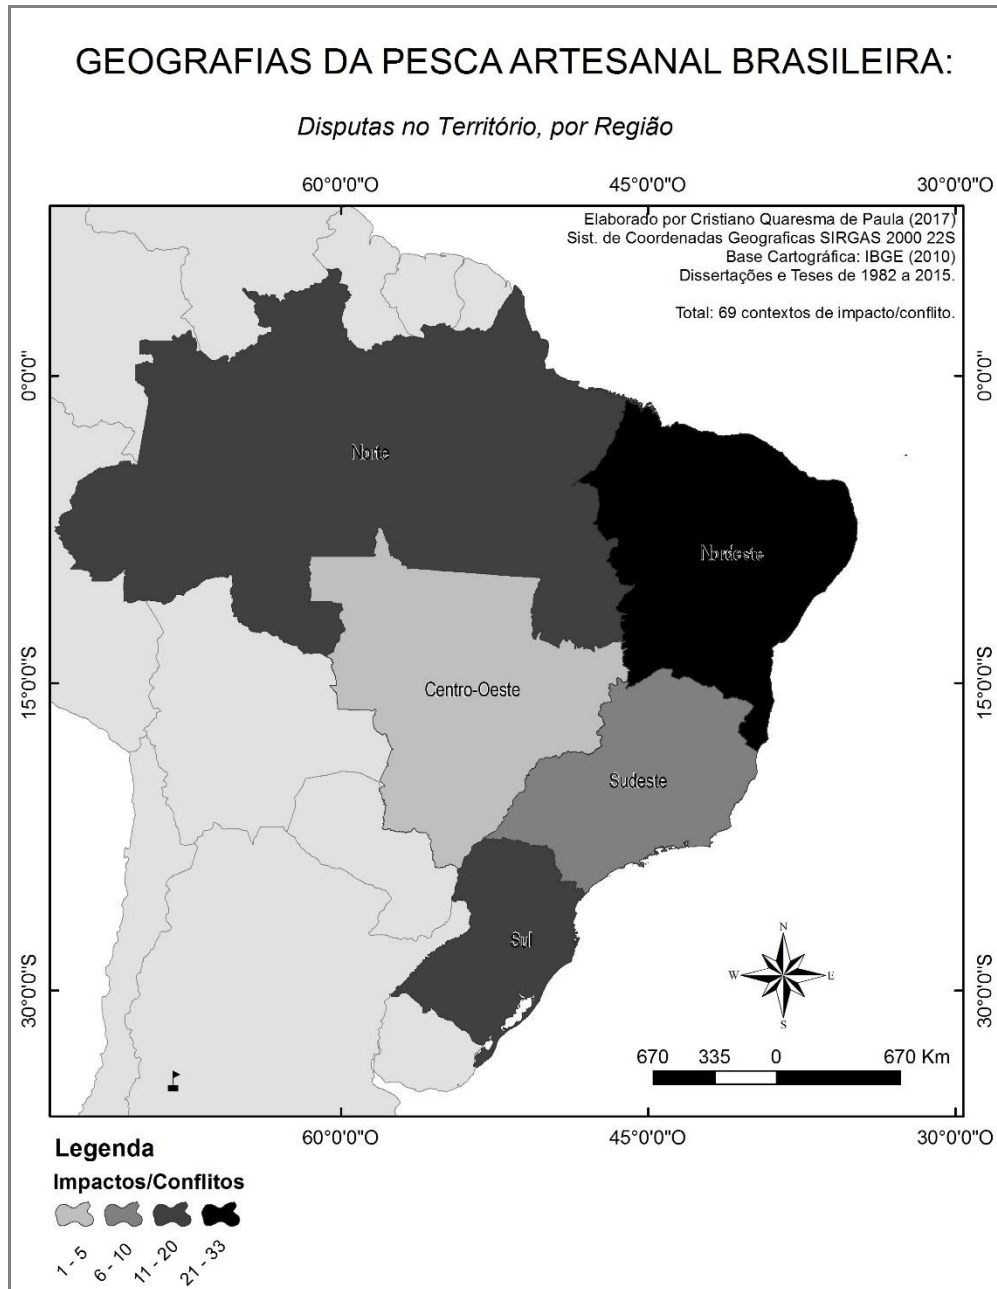 GEOGRAFIAS DA PESCA ARTESANAL BRASILEIRA:
Disputas no Território, por Região
60°0'0"O 45°0'0"O 30°0'0"O
Elaborado por Cristiano Quaresma de Paula (2017)
Sist. de Coordenadas Geograficas SIRGAS 2000 22S
Base Cartográfica: IBGE (2010)
Dissertações e Teses de 1982 a 2015.
Total: 69 contextos de impacto/conflito.
0°0'0" 0°0'0"
Norte
Nordeste
15°0'0"S 15°0'0"S
Centro-Oeste
Sudeste
Sul
N
W E
S
30°0'0"S 30°0'0"S
670 335 0 670 Km
60°0'0"O 45°0'0"O 30°0'0"O
Legenda
Impactos/Conflitos
1 - 5 6 - 10 11 - 20 21 - 33